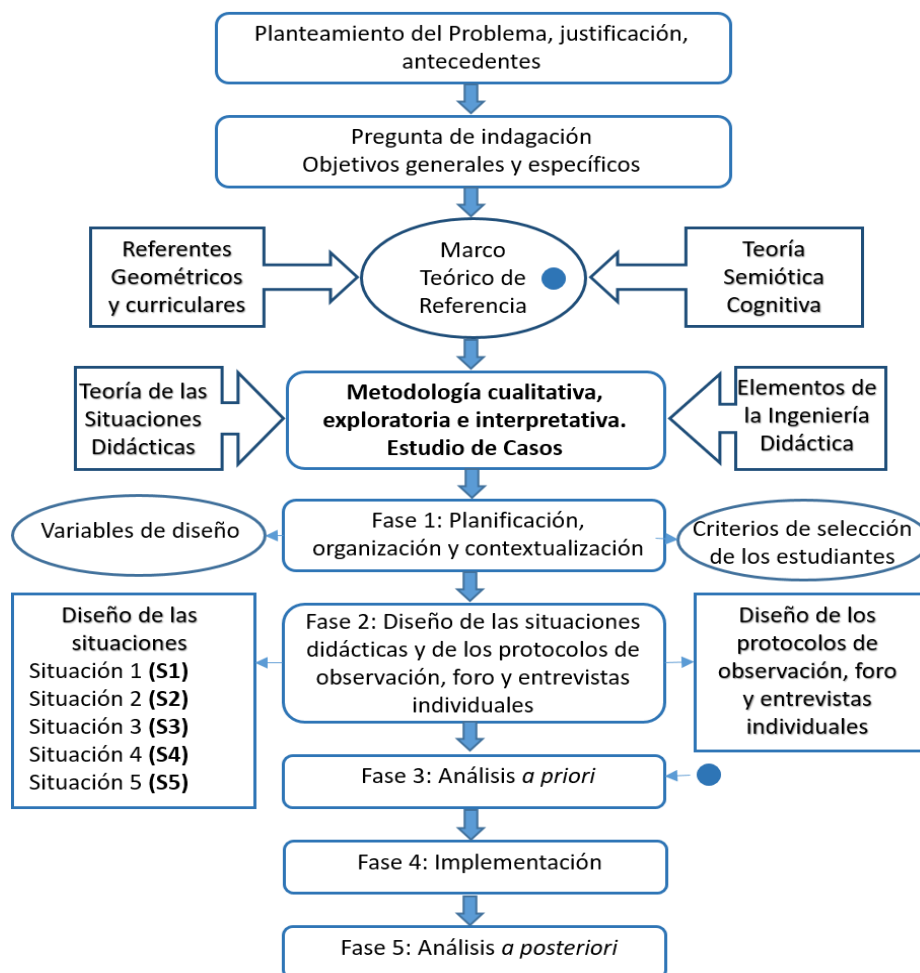 Planteamiento del Problema, justificación,
antecedentes
Pregunta de indagación
Objetivos generales y específicos
Referentes
Geométricos
y curriculares
Marco
Teórico de
Referencia
Teoría
Semiótica
Cognitiva
Teoría de las
Situaciones
Didácticas
Metodología cualitativa,
exploratoria e interpretativa.
Estudio de Casos
Elementos de
la Ingeniería
Didáctica
Variables de diseño
Fase 1: Planificación,
organización y contextualización
Criterios de selección
de los estudiantes
Diseño de las
situaciones
Situación 1 (S1)
Situación 2 (S2)
Situación 3 (S3)
Situación 4 (S4)
Situación 5 (S5)
Fase 2: Diseño de las situaciones
didácticas y de los protocolos de
observación, foro y entrevistas
individuales
Diseño de los
protocolos de
observación, foro
y entrevistas
individuales
Fase 3: Análisis a priori
Fase 4: Implementación
Fase 5: Análisis a posteriori